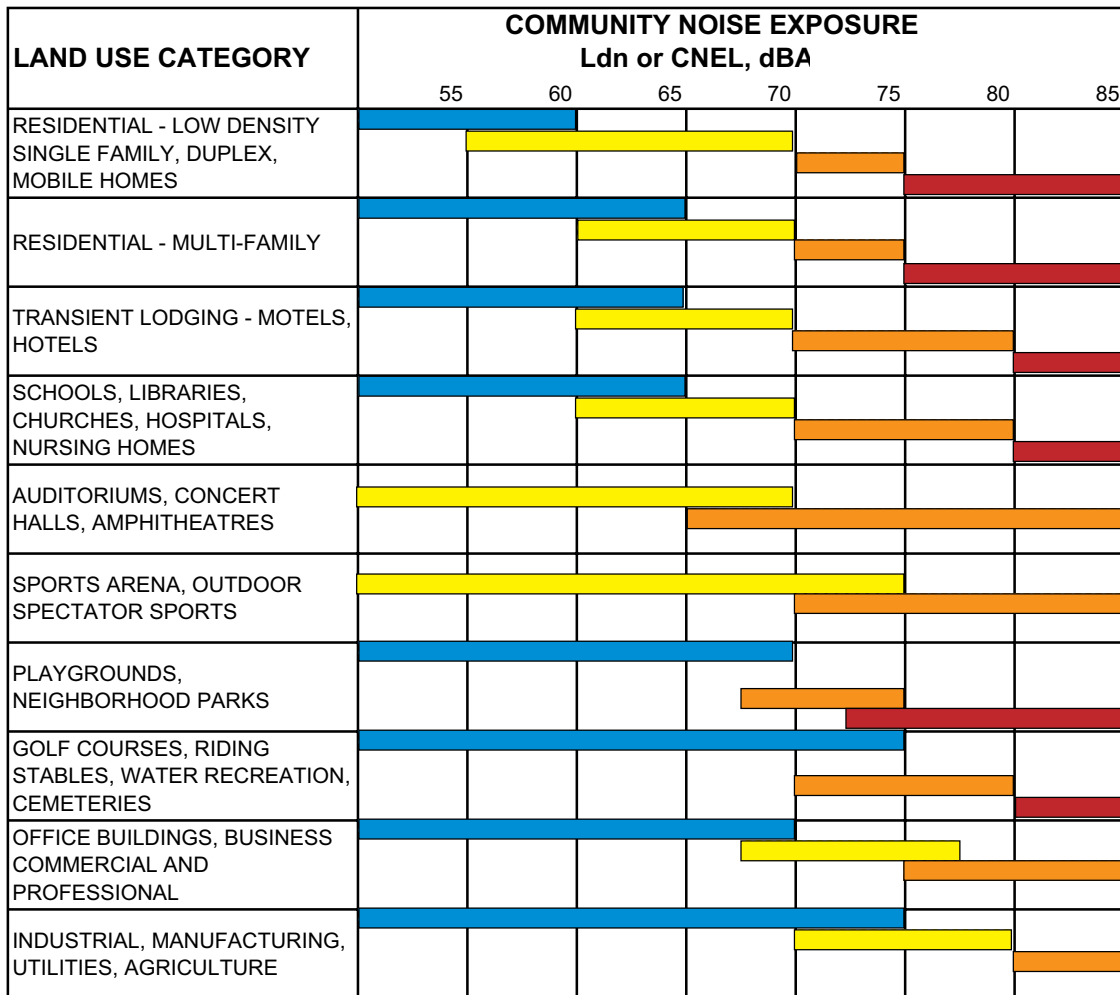 LAND USE CATEGORY
COMMUNITY NOISE EXPOSURE
Ldn or CNEL, dBA
55 60 65 70 75 80 85
RESIDENTIAL - LOW DENSITY
SINGLE FAMILY, DUPLEX,
MOBILE HOMES
RESIDENTIAL - MULTI-FAMILY
TRANSIENT LODGING - MOTELS,
HOTELS
SCHOOLS, LIBRARIES,
CHURCHES, HOSPITALS,
NURSING HOMES
AUDITORIUMS, CONCERT
HALLS, AMPHITHEATRES
SPORTS ARENA, OUTDOOR
SPECTATOR SPORTS
PLAYGROUNDS,
NEIGHBORHOOD PARKS
GOLF COURSES, RIDING
STABLES, WATER RECREATION,
CEMETERIES
OFFICE BUILDINGS, BUSINESS
COMMERCIAL AND
PROFESSIONAL
INDUSTRIAL, MANUFACTURING,
UTILITIES, AGRICULTURE